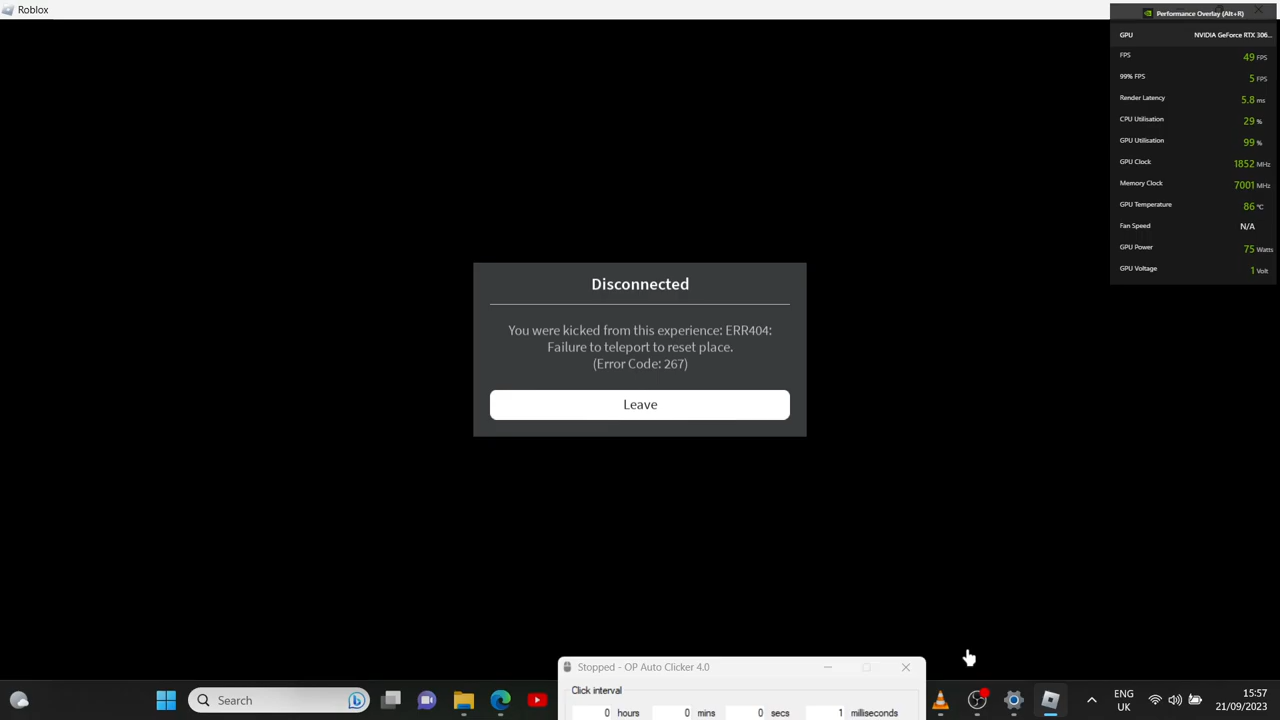 Roblox
Performance Overlay (Alt+R)
GPU NVIDIA GeForce RTX 306...
FPS 49 FPS
99% FPS 5 FPS
Render Latency 5.8 ms
CPU Utilisation 29 %
GPU Utilisation 99 %
GPU Clock 1852 MHz
Memory Clock 7001 MHz
GPU Temperature 86 °C
Fan Speed N/A
GPU Power 75 Watts
GPU Voltage 1 Volt
Disconnected
You were kicked from this experience: ERR404:
Failure to teleport to reset place.
(Error Code: 267)
Leave
Stopped - OP Auto Clicker 4.0
Click interval
0 hours 0 mins 0 secs 1 milliseconds
Search
ENG
UK
15:57
21/09/2023